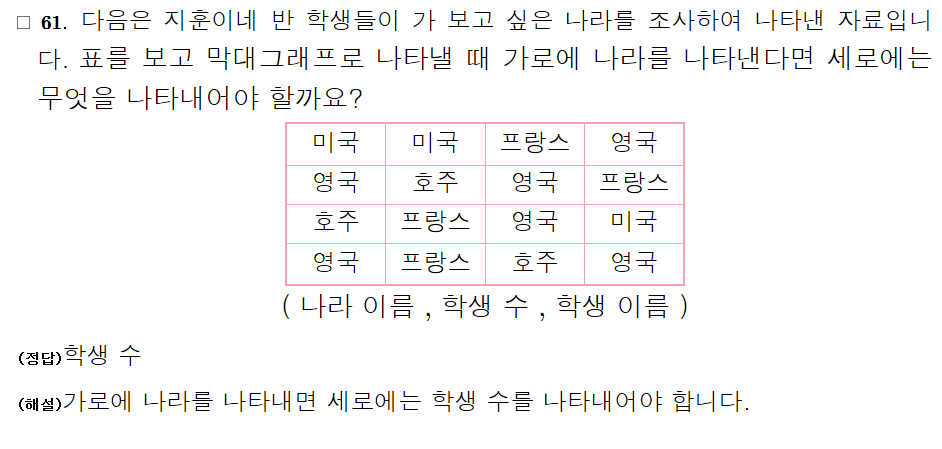 □ 61. 다음은 지훈이네 반 학생들이 가 보고 싶은 나라를 조사하여 나타낸 자료입니
다. 표를 보고 막대그래프로 나타낼 때 가로에 나라를 나타낸다면 세로에는
무엇을 나타내어야 할까요?
미국 미국 프랑스 영국
영국 호주 영국 프랑스
호주 프랑스 영국 미국
영국 프랑스 호주 영국
( 나라 이름 , 학생 수 , 학생 이름 )
(정답)학생 수
(해설)가로에 나라를 나타내면 세로에는 학생 수를 나타내어야 합니다.